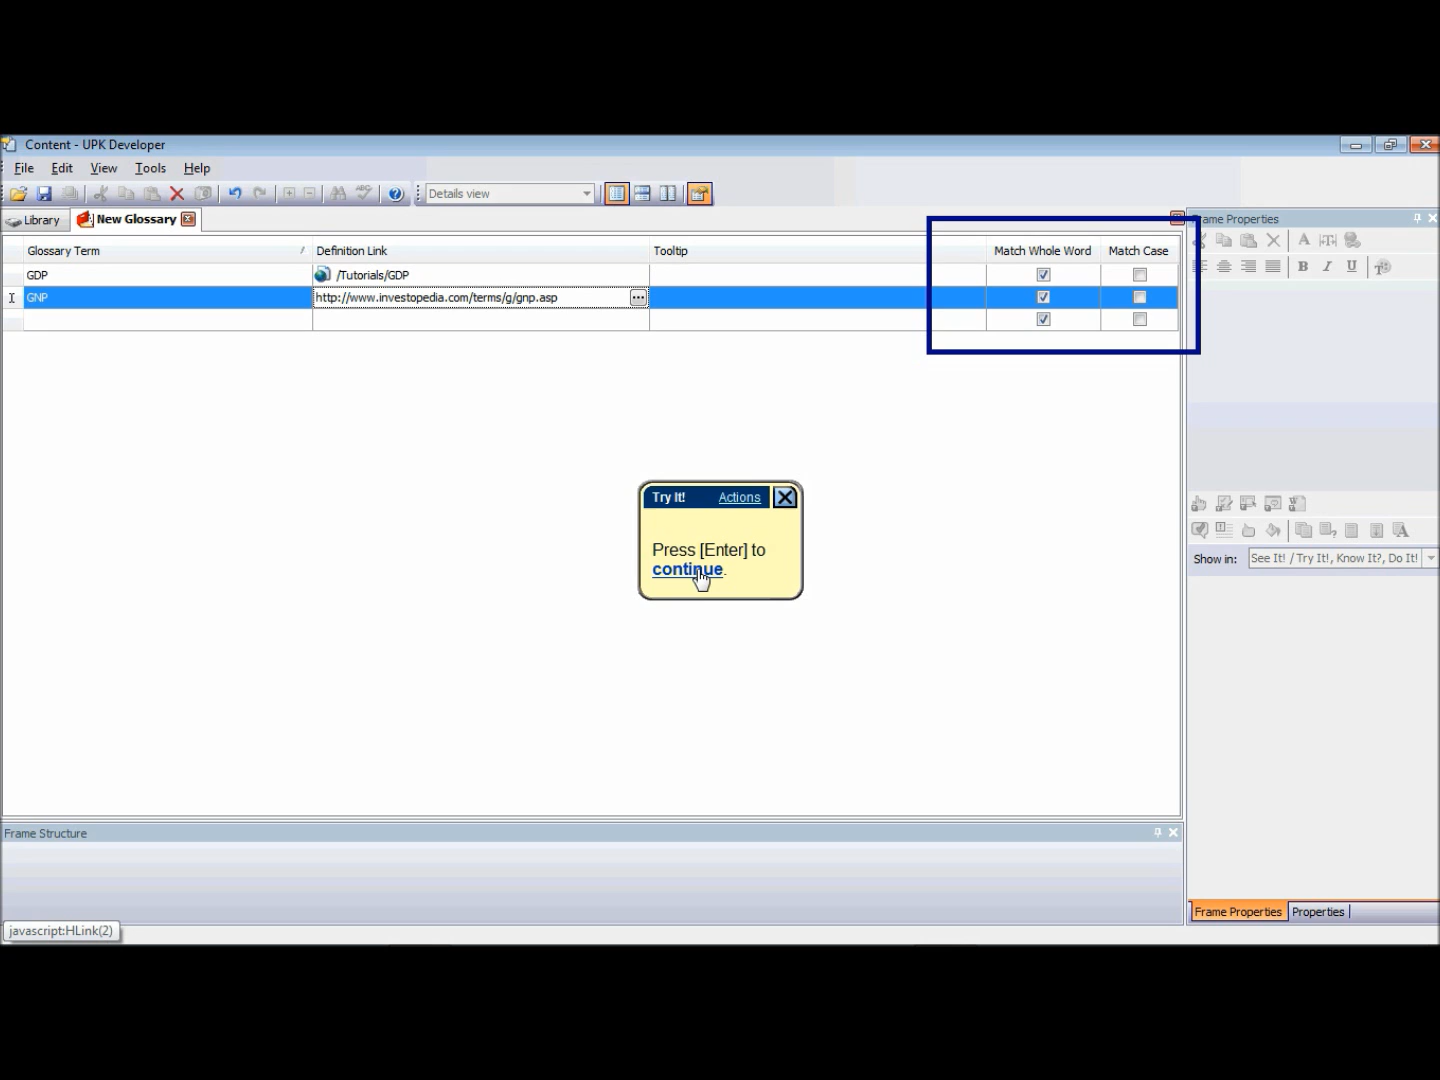 Content - UPK Developer
File Edit View Tools Help
Details view
Library New Glossary
Frame Properties
Glossary Term Definition Link Tooltip Match Whole Word Match Case
GDP /Tutorials/GDP
GNP http://www.investopedia.com/terms/g/gnp.asp ...
Try It! Actions
Press [Enter] to
continue.
Show in: See It! / Try It!, Know It?, Do It!
Frame Structure
Frame Properties Properties
javascript:HLink(2)